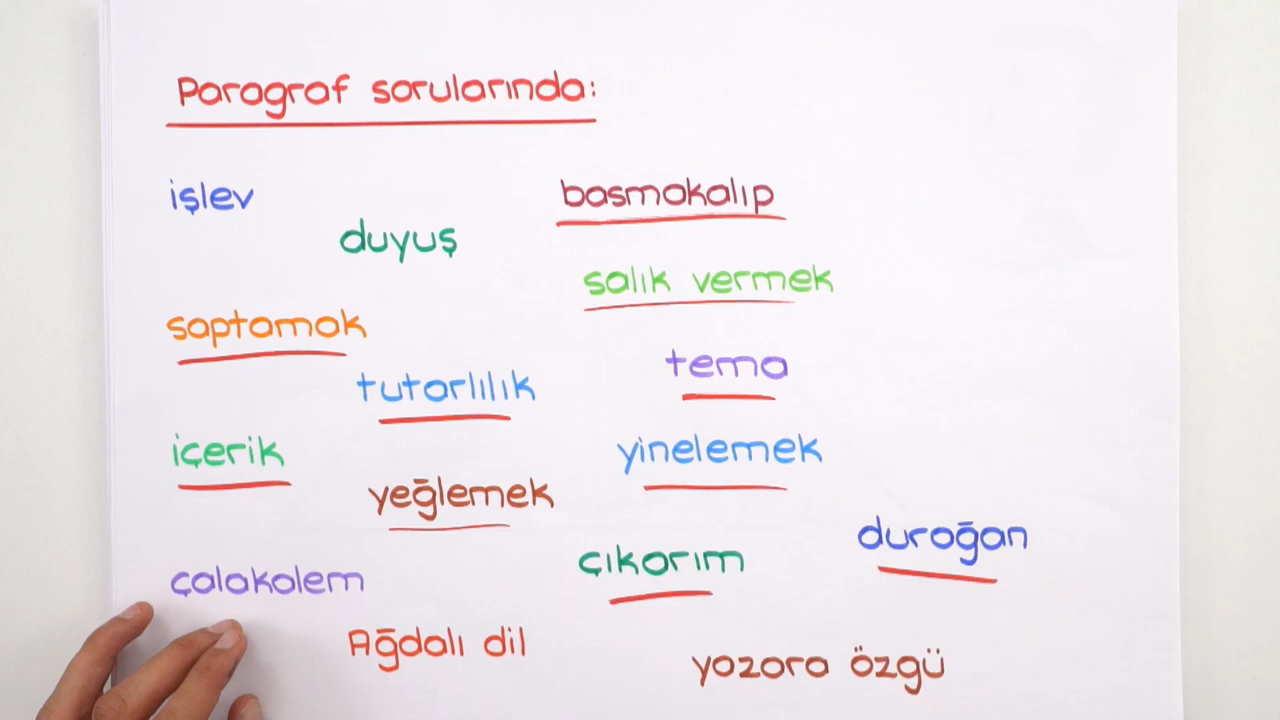 Paragraf sorularında:
işlev
basmakalıp
duyuş
salık vermek
saptamak
tema
tutarlılık
içerik
yinelemek
yeğlemek
durağan
çıkarım
çalakalem
Ağdalı dil
yazara özgü